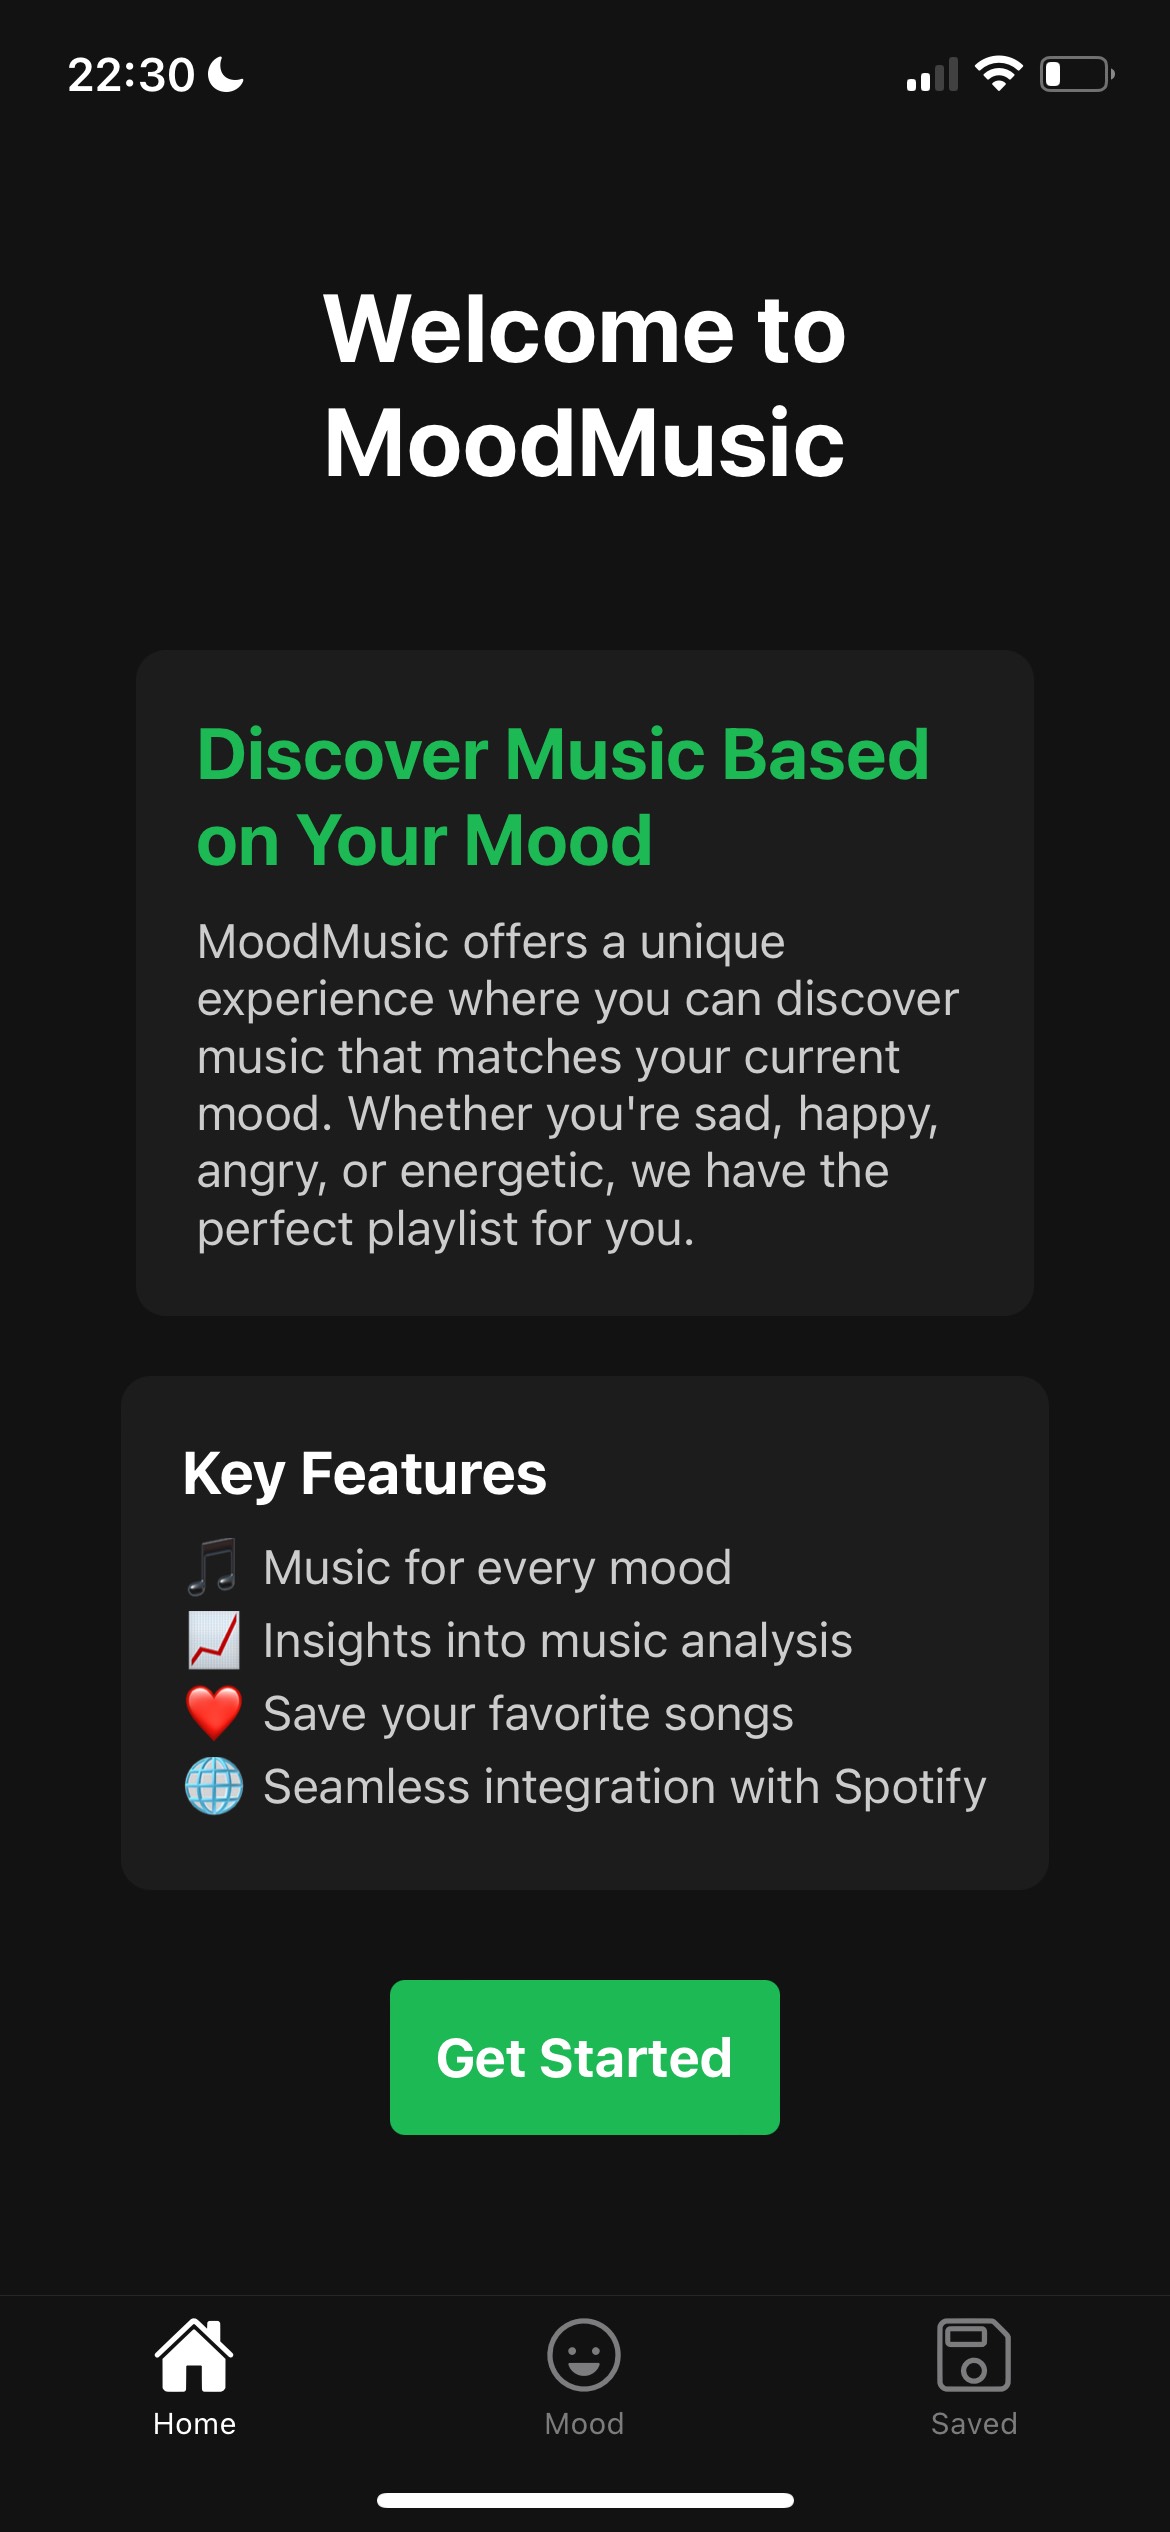 22:30
Welcome to
MoodMusic
Discover Music Based
on Your Mood
MoodMusic offers a unique
experience where you can discover
music that matches your current
mood. Whether you're sad, happy,
angry, or energetic, we have the
perfect playlist for you.
Key Features
🎵 Music for every mood
📈 Insights into music analysis
❤️ Save your favorite songs
🌐 Seamless integration with Spotify
Get Started
Home
Mood
Saved